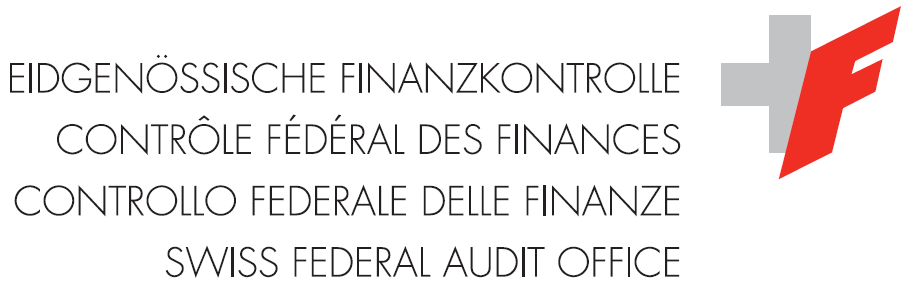 EIDGENÖSSISCHE FINANZKONTROLLE
CONTRÔLE FÉDÉRAL DES FINANCES
CONTROLLO FEDERALE DELLE FINANZE
SWISS FEDERAL AUDIT OFFICE
F